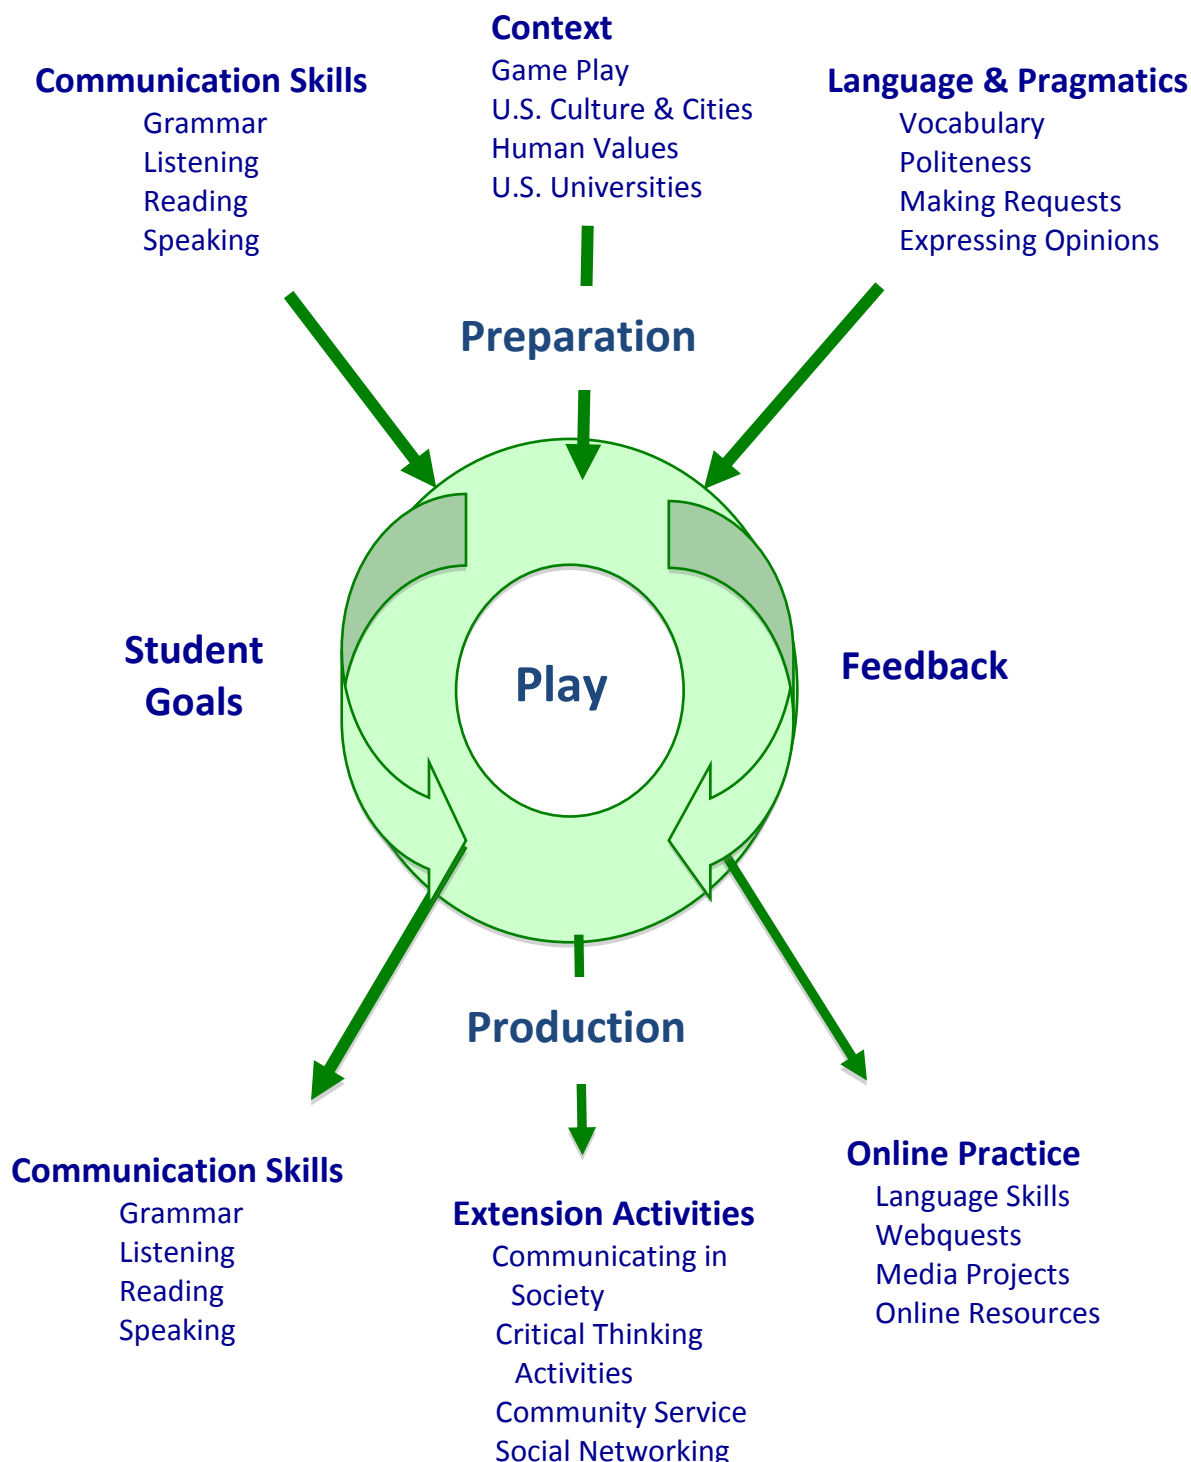 Communication Skills
Grammar
Listening
Reading
Speaking
Context
Game Play
U.S. Culture & Cities
Human Values
U.S. Universities
Language & Pragmatics
Vocabulary
Politeness
Making Requests
Expressing Opinions
Preparation
Student
Goals
Play
Feedback
Production
Communication Skills
Grammar
Listening
Reading
Speaking
Extension Activities
Communicating in
Society
Critical Thinking
Activities
Community Service
Social Networking
Online Practice
Language Skills
Webquests
Media Projects
Online Resources